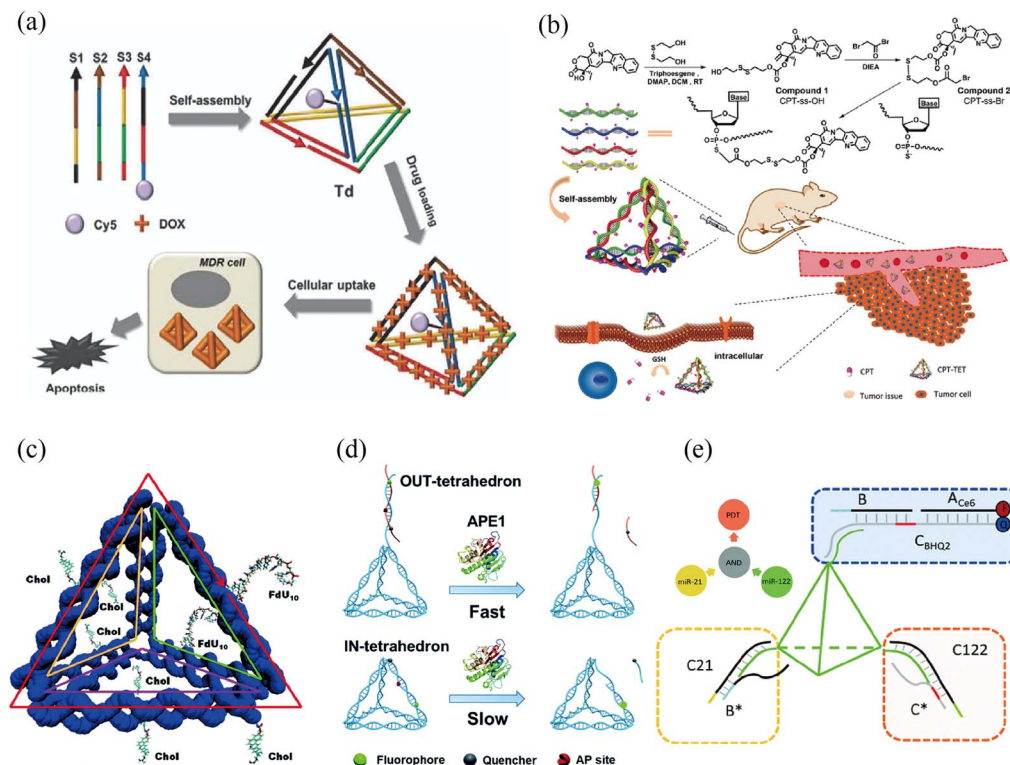 (a)
S1 S2 S3 S4
Self-assembly
Td
Cy5 DOX
Drug loading
MDR cell
Cellular uptake
Apoptosis
(b)
Triphosgene,
DMAP, DCM, RT
Compound 1
CPT-ss-OH
DIEA
Compound 2
CPT-ss-Br
Base
Base
Self-assembly
GSH
intracellular
CPT
CPT-TET
Tumor issue
Tumor cell
(c)
Chol
Chol
Chol
Chol
Chol
Chol
FdU10
FdU10
(d)
OUT-tetrahedron
APE1
Fast
IN-tetrahedron
Slow
Fluorophore Quencher AP site
(e)
PDT
AND
miR-21
miR-122
B
ACe6
F
Q
CBHQ2
C21
B*
C122
C*